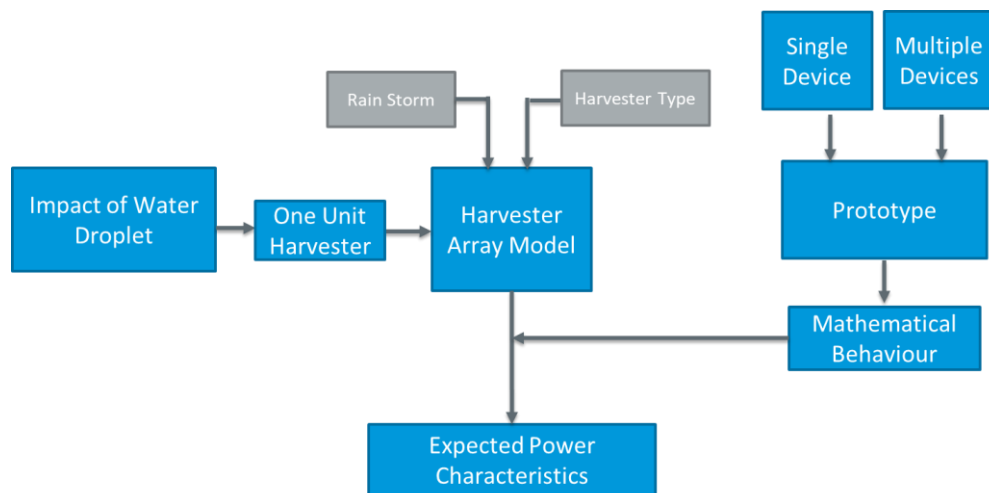 Single
Device
Multiple
Devices
Rain Storm
Harvester Type
Impact of Water
Droplet
One Unit
Harvester
Harvester
Array Model
Prototype
Mathematical
Behaviour
Expected Power
Characteristics